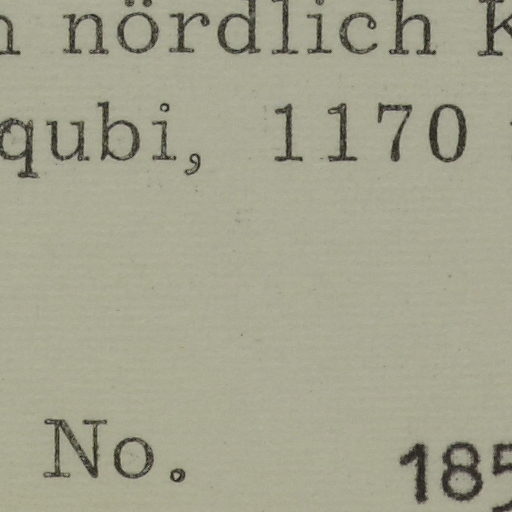 n nördlich K
qubi, 1170
No. 185